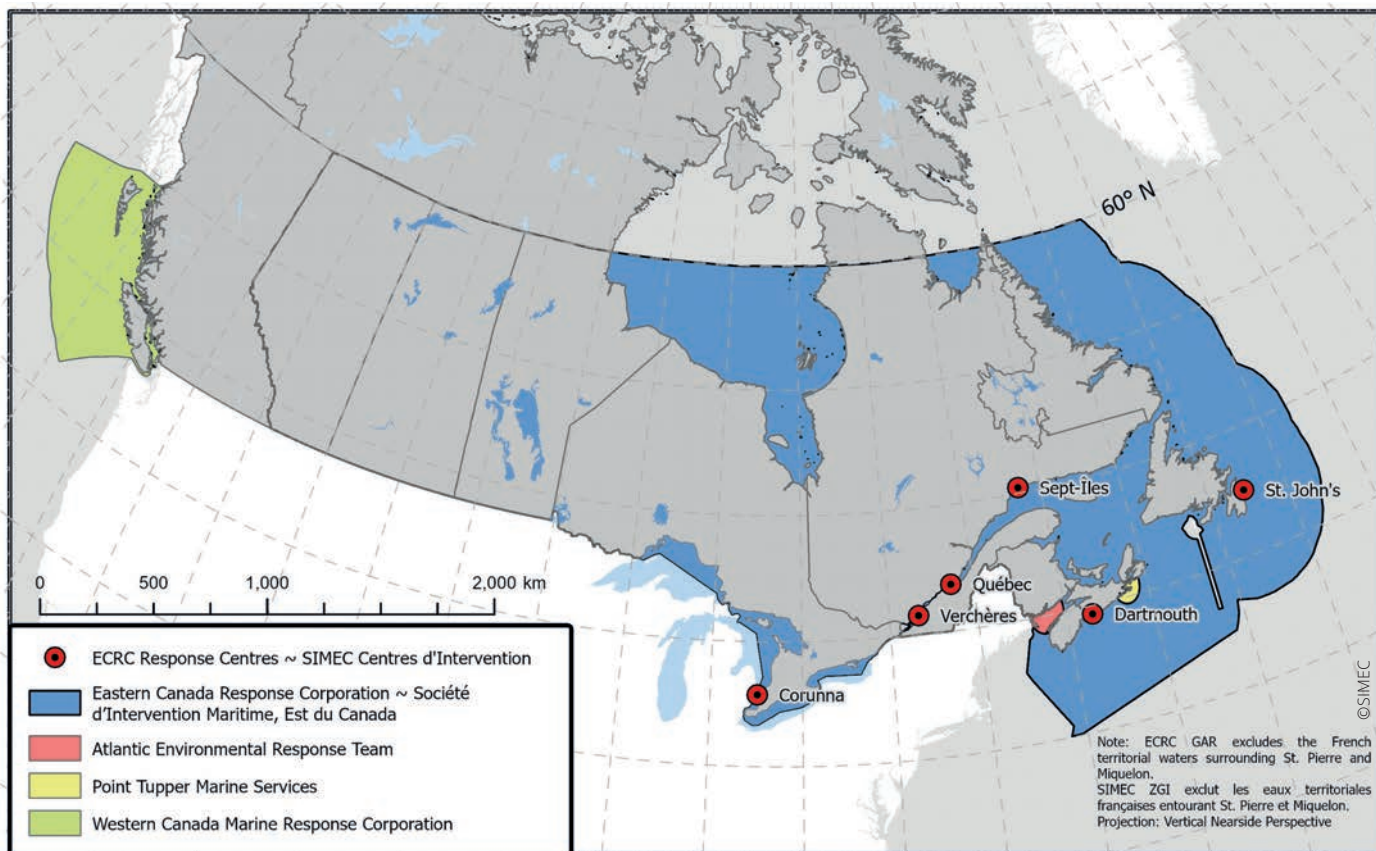 60° N
Sept-Îles
St. John's
Québec
Verchères
Dartmouth
Corunna
0 500 1,000 2,000 km
ECRC Response Centres ~ SIMEC Centres d'Intervention
Eastern Canada Response Corporation ~ Société
d'Intervention Maritime, Est du Canada
Atlantic Environmental Response Team
Point Tupper Marine Services
Western Canada Marine Response Corporation
Note: ECRC GAR excludes the French
territorial waters surrounding St. Pierre and
Miquelon.
SIMEC ZGI exclut les eaux territoriales
françaises entourant St. Pierre et Miquelon.
Projection: Vertical Nearside Perspective
©SIMEC